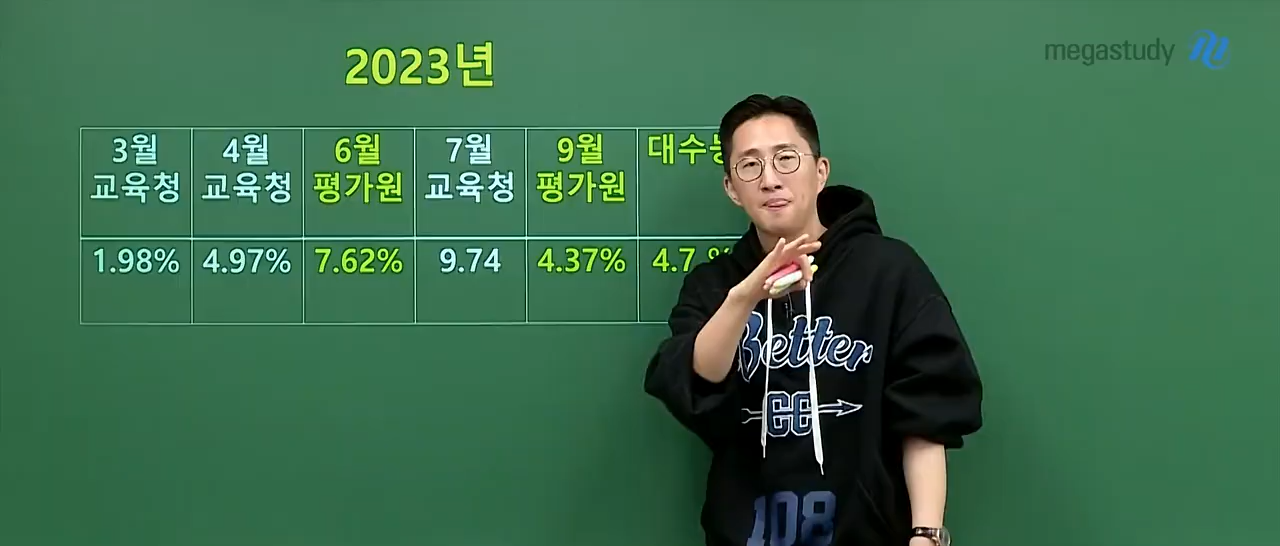 megastudy
2023년
3월 교육청 4월 교육청 6월 평가원 7월 교육청 9월 평가원 대수능
1.98% 4.97% 7.62% 9.74 4.37% 4.7 %
Better
108